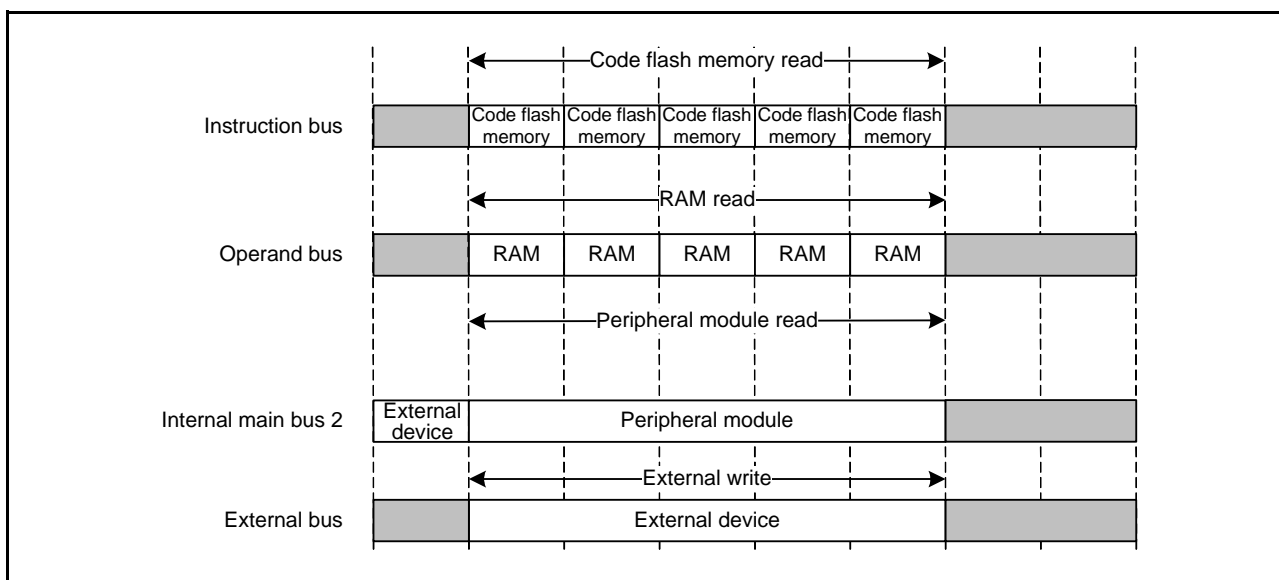 Code flash memory read
Instruction bus
Code flash Code flash Code flash Code flash Code flash
memory memory memory memory memory
RAM read
Operand bus
RAM RAM RAM RAM RAM
Peripheral module read
Internal main bus 2
External
device
Peripheral module
External write
External bus
External device